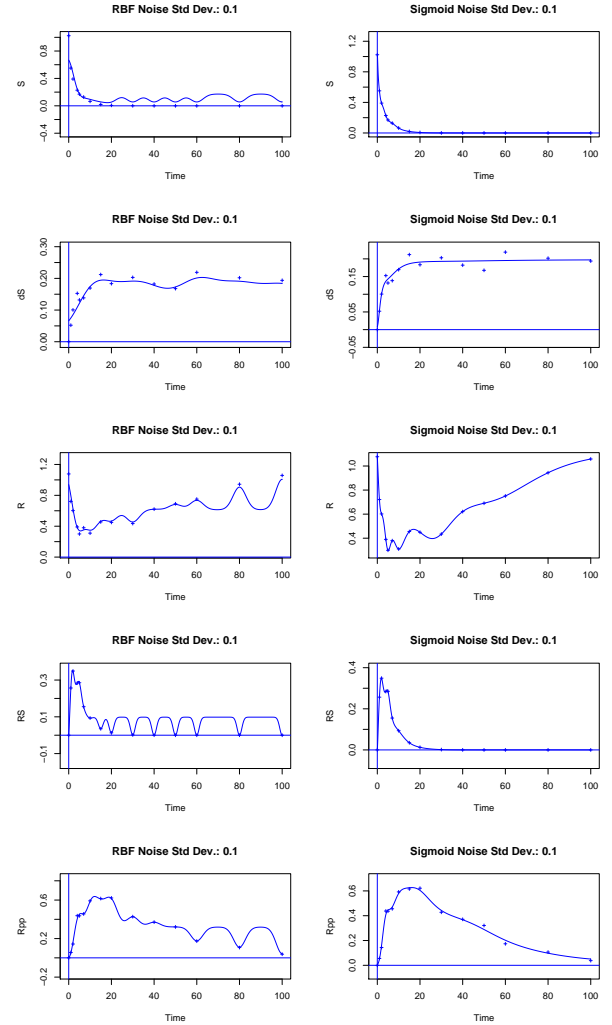 RBF Noise Std Dev.: 0.1
S
−0.4 0.0 0.4 0.8
0 20 40 60 80 100
Time
Sigmoid Noise Std Dev.: 0.1
S
0.0 0.4 0.8 1.2
0 20 40 60 80 100
Time
RBF Noise Std Dev.: 0.1
dS
0.00 0.10 0.20 0.30
0 20 40 60 80 100
Time
Sigmoid Noise Std Dev.: 0.1
dS
−0.05 0.05 0.15
0 20 40 60 80 100
Time
RBF Noise Std Dev.: 0.1
R
0.0 0.4 0.8 1.2
0 20 40 60 80 100
Time
Sigmoid Noise Std Dev.: 0.1
R
0.4 0.6 0.8 1.0
0 20 40 60 80 100
Time
RBF Noise Std Dev.: 0.1
RS
−0.1 0.1 0.3
0 20 40 60 80 100
Time
Sigmoid Noise Std Dev.: 0.1
RS
0.0 0.2 0.4
0 20 40 60 80 100
Time
RBF Noise Std Dev.: 0.1
Rpp
−0.2 0.2 0.6
0 20 40 60 80 100
Time
Sigmoid Noise Std Dev.: 0.1
Rpp
0.0 0.2 0.4 0.6
0 20 40 60 80 100
Time